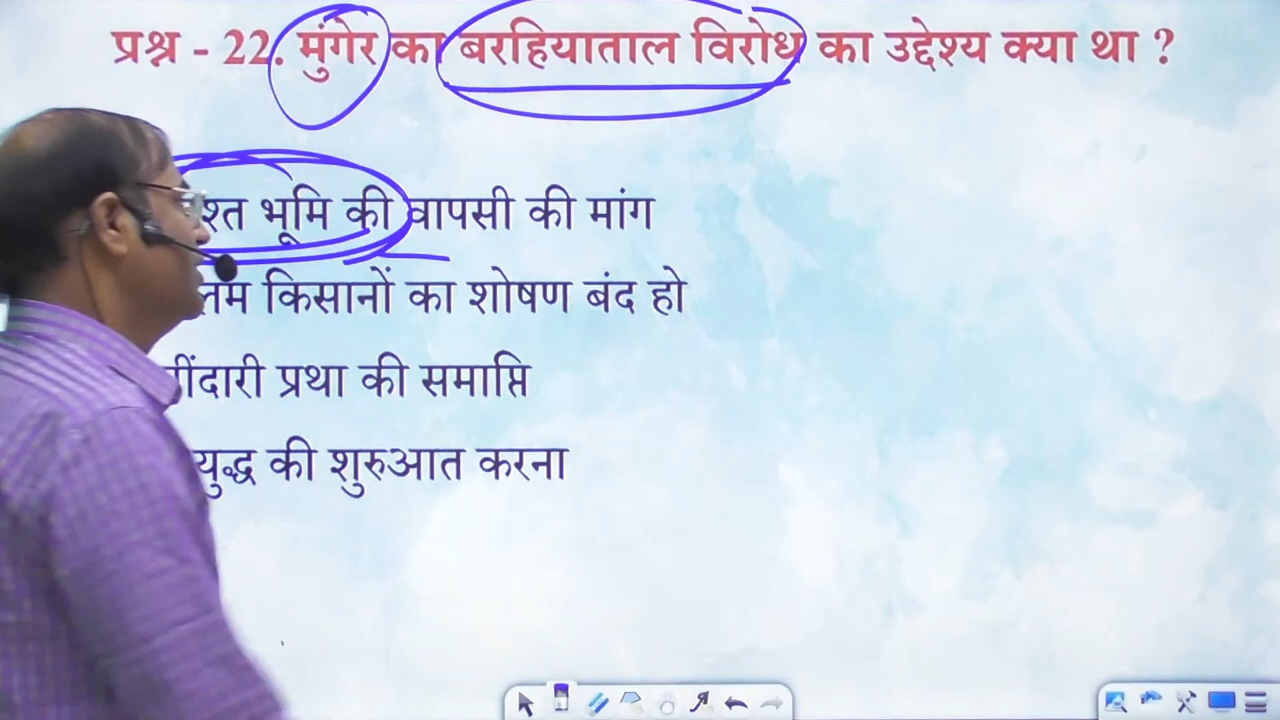 प्रश्न - 22. मुंगेर का बरहियाताल विरोध का उद्देश्य क्या था ?
भूमि की वापसी की मांग
किसानों का शोषण बंद हो
प्रथा की समाप्ति
युद्ध की शुरुआत करना